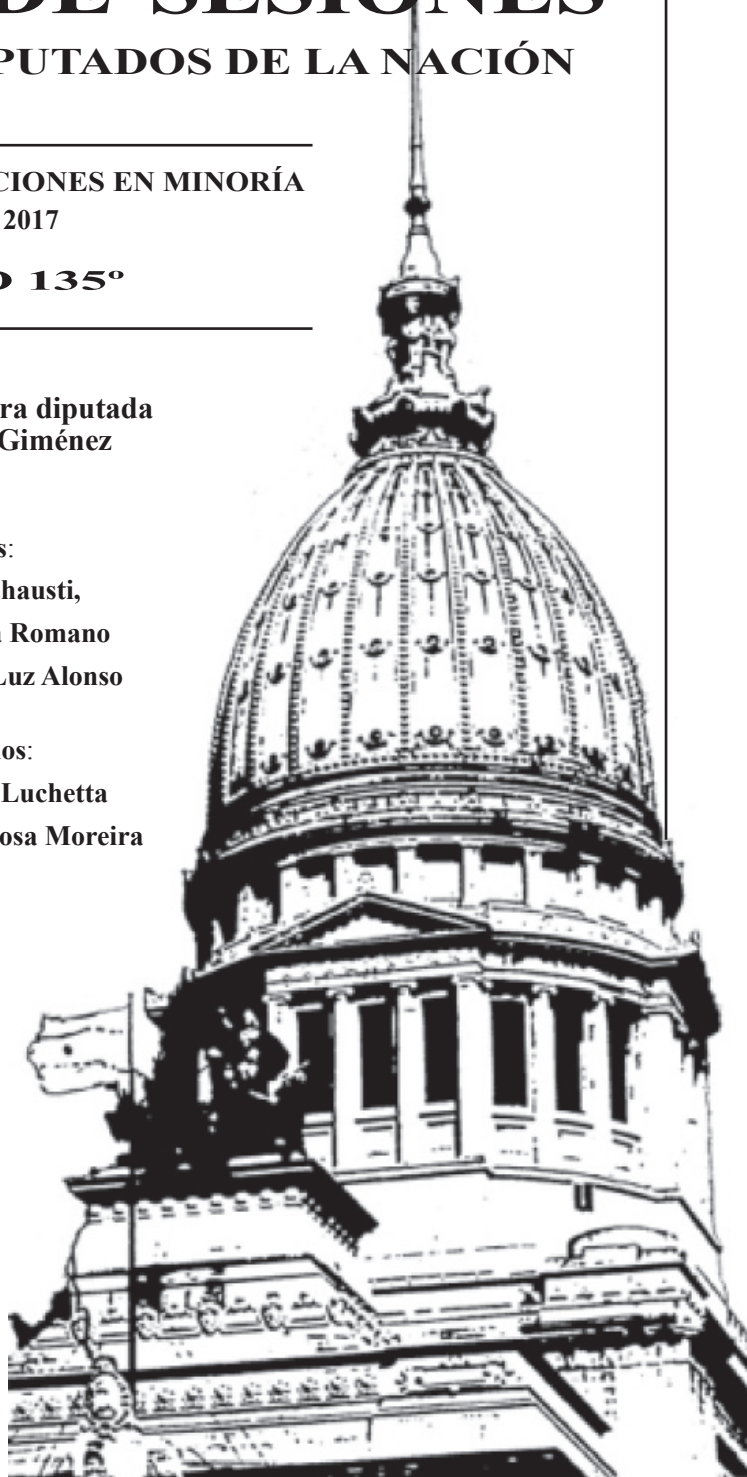 DE SESIONES
PUTADOS DE LA NACIÓN
CIONES EN MINORÍA
2017
O 135º
ra diputada
Giménez
s:
hausti,
Romano
Luz Alonso
os:
Luchetta
osa Moreira